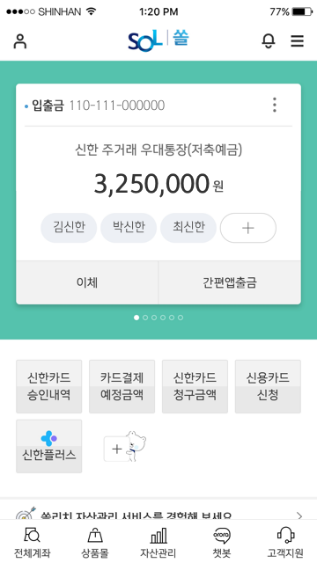 SHINHAN
1:20 PM
77%
SOL 쏠
입출금 110-111-000000
신한 주거래 우대통장(저축예금)
3,250,000 원
김신한 박신한 최신한 +
이체 간편앱출금
신한카드 승인내역
카드결제 예정금액
신한카드 청구금액
신용카드 신청
신한플러스
+
쏠리치 자산관리 서비스를 경험해 보세요
전체계좌 상품몰 자산관리 챗봇 고객지원